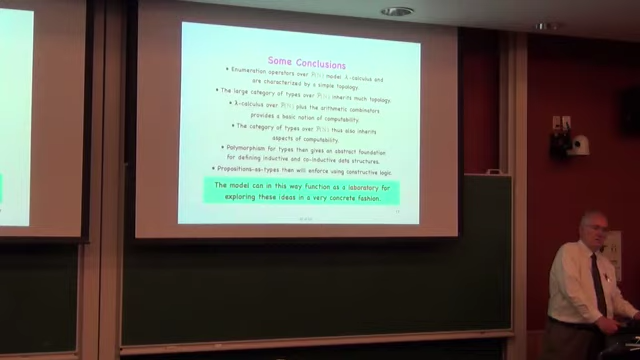 Some Conclusions
• Enumeration operators over P(ℕ) model λ-calculus and
are characterized by a simple topology.
• The large category of types over P(ℕ) inherits much topology.
• λ-calculus over P(ℕ) plus the arithmetic combinators
provides a basic notion of computability.
• The category of types over P(ℕ) thus also inherits
aspects of computability.
• Polymorphism for types then gives an abstract foundation
for defining inductive and co-inductive data structures.
• Propositions-as-types then will enforce using constructive logic.
The model can in this way function as a laboratory for
exploring these ideas in a very concrete fashion.